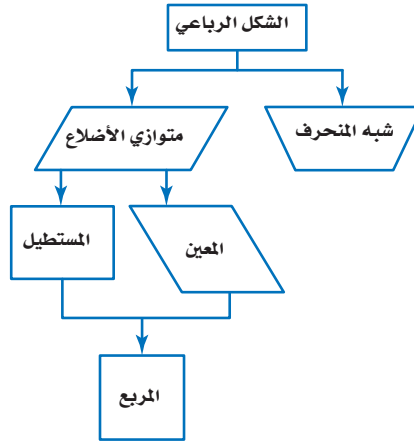 الشكل الرباعي
شبه المنحرف
متوازي الأضلاع
المعين
المستطيل
المربع